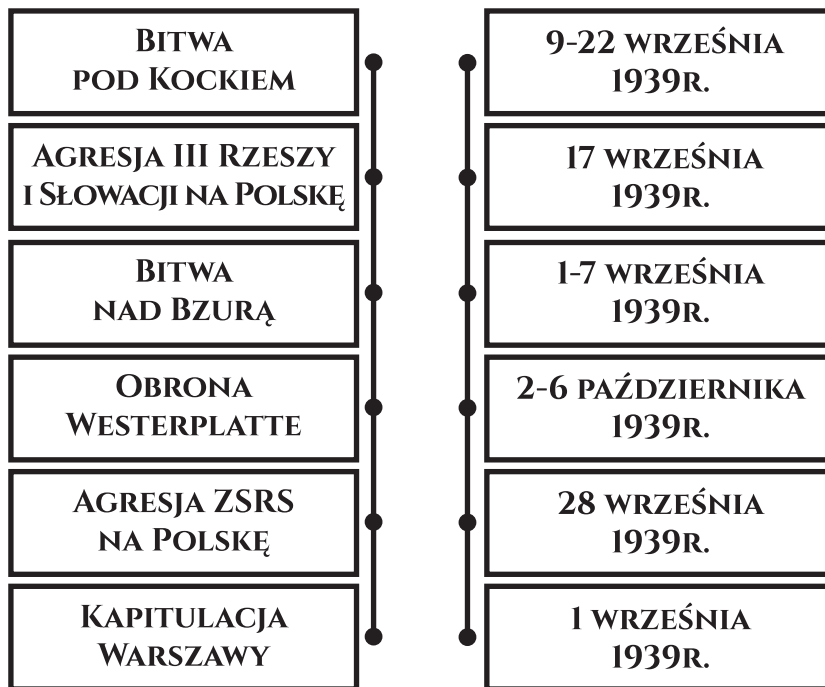 Bitwa
pod Kockiem
9-22 września
1939r.
Agresja III Rzeszy
i Słowacji na Polskę
17 września
1939r.
Bitwa
nad Bzurą
1-7 września
1939r.
Obrona
Westerplatte
2-6 października
1939r.
Agresja ZSRS
na Polskę
28 września
1939r.
Kapitulacja
Warszawy
1 września
1939r.